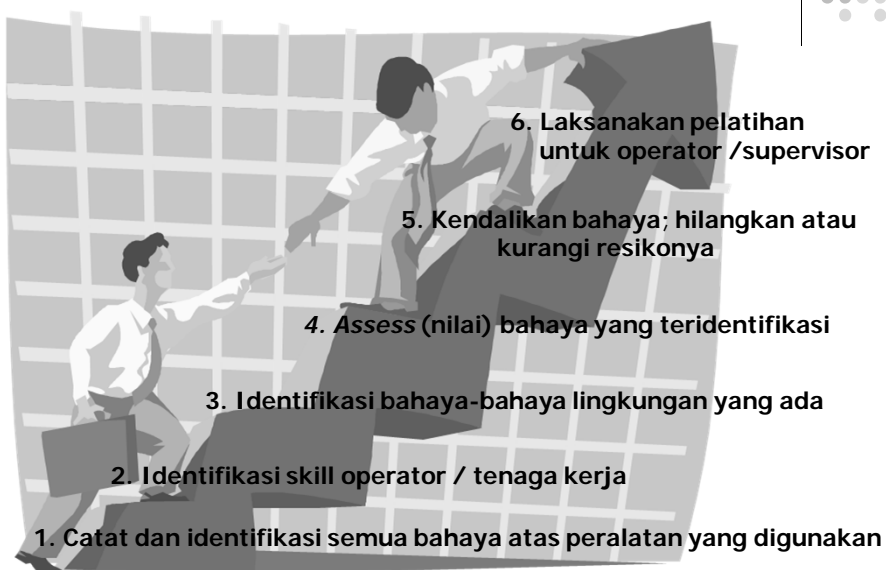 6. Laksanakan pelatihan
untuk operator /supervisor
5. Kendalikan bahaya; hilangkan atau
kurangi resikonya
4. Assess (nilai) bahaya yang teridentifikasi
3. Identifikasi bahaya-bahaya lingkungan yang ada
2. Identifikasi skill operator / tenaga kerja
1. Catat dan identifikasi semua bahaya atas peralatan yang digunakan